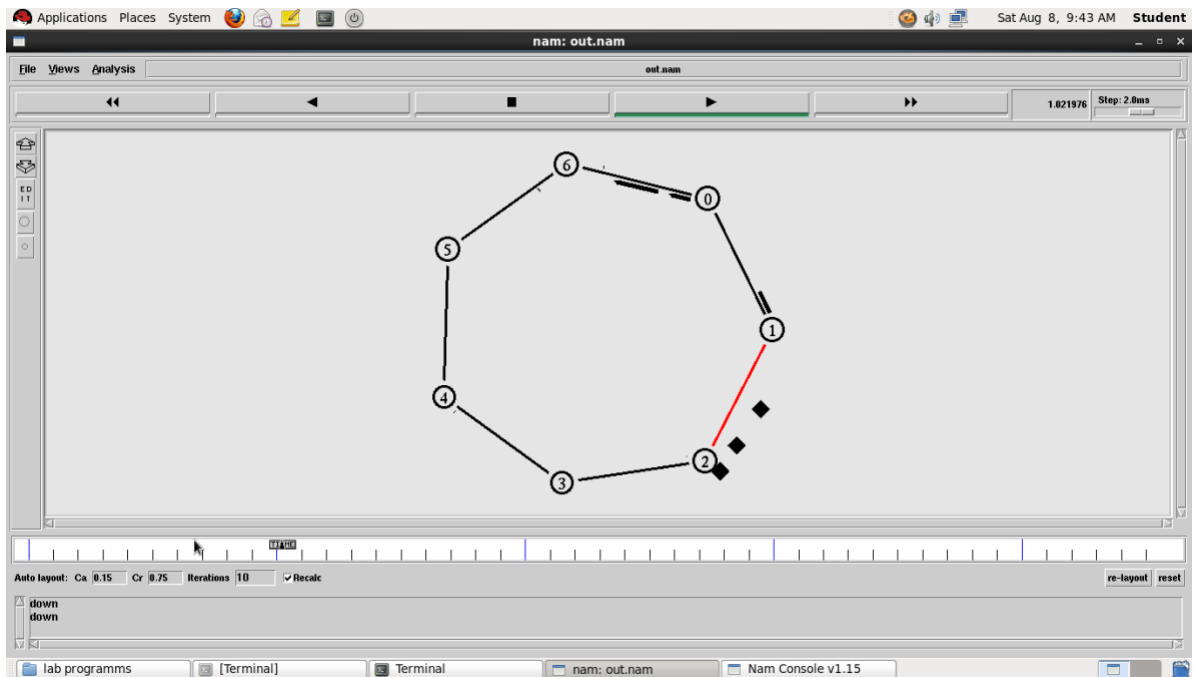 Applications Places System Sat Aug 8, 9:43 AM Student
nam: out.nam
File Views Analysis out.nam
1.021976 Step: 2.0ms
ED
IT
6
0
5
1
4
2
3
Auto layout: Ca 0.15 Cr 0.75 Iterations 10 Recalc re-layout reset
down
down
lab programms [Terminal] Terminal nam: out.nam Nam Console v1.15